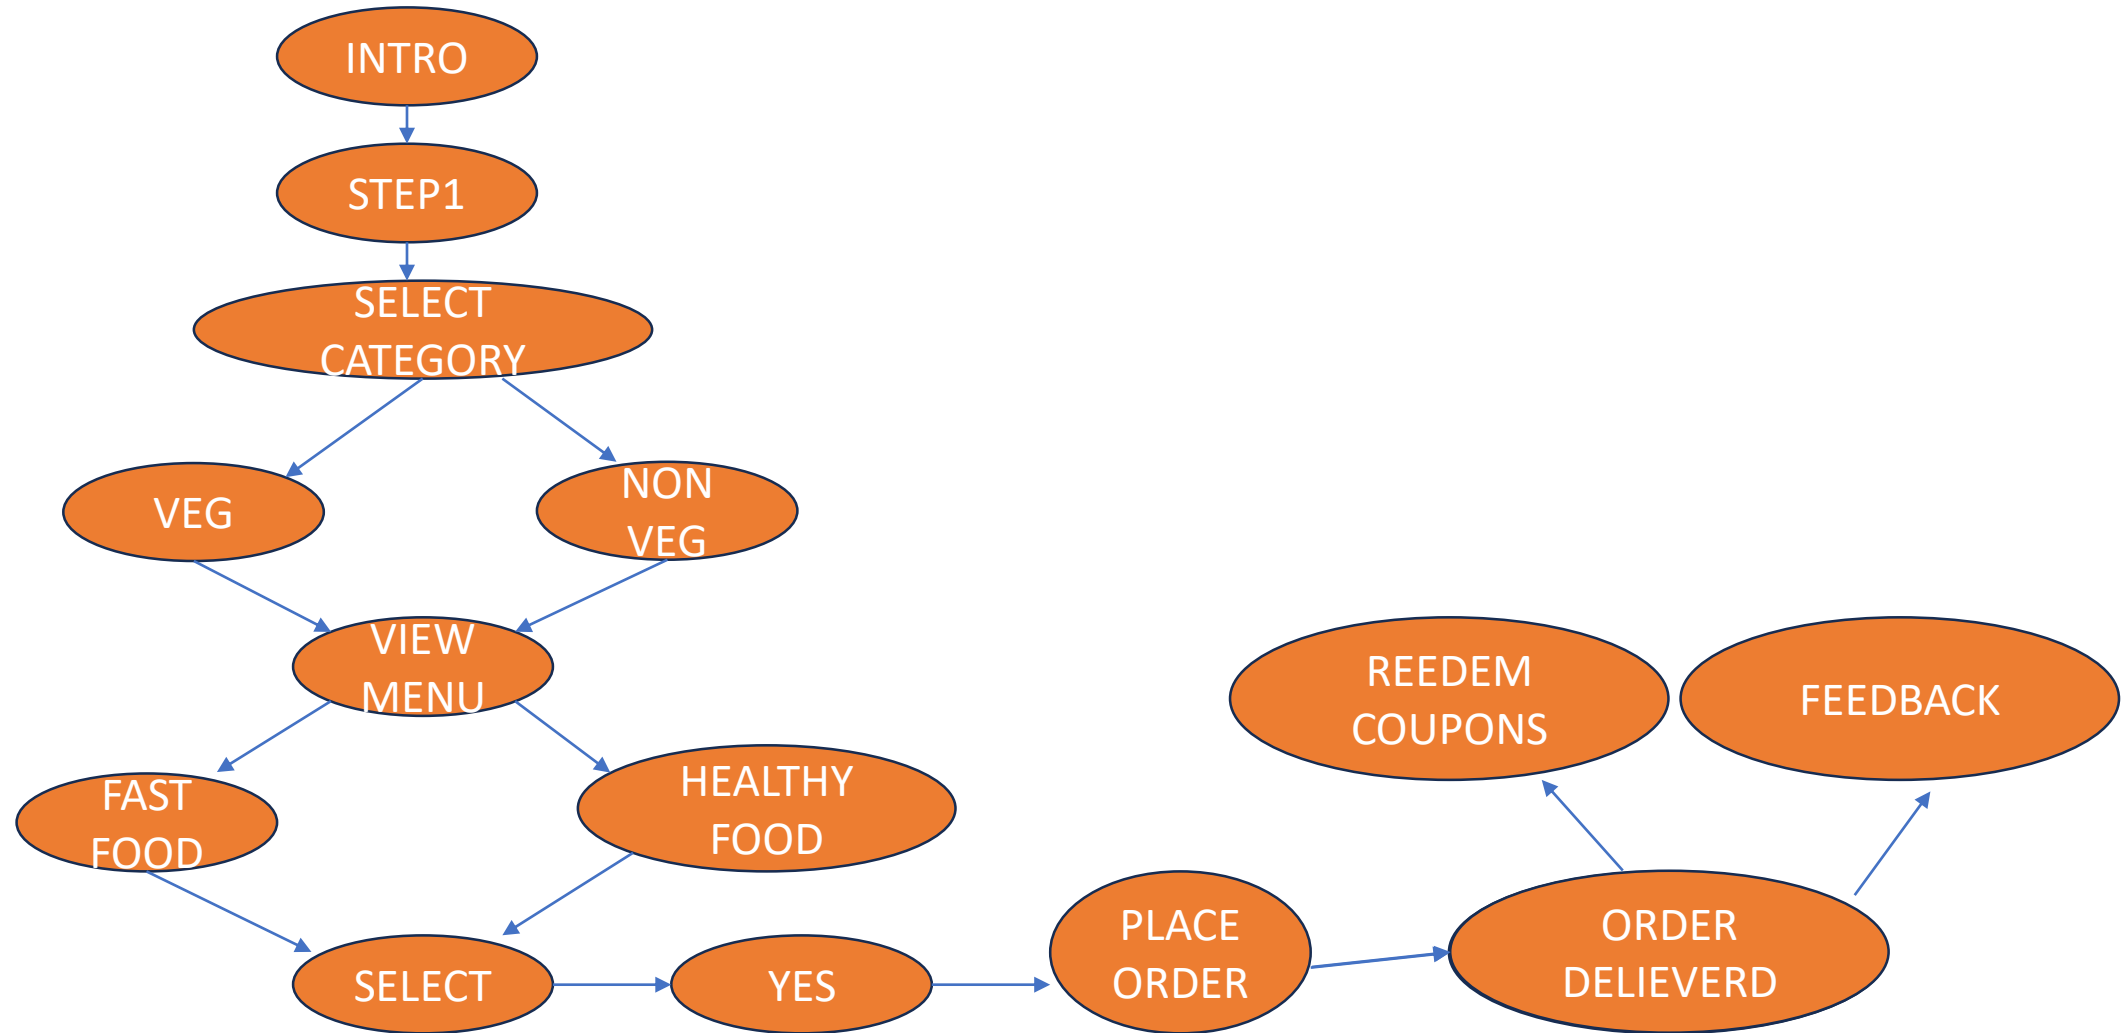 INTRO
STEP1
SELECT
CATEGORY
VEG
NON
VEG
VIEW
MENU
FAST
FOOD
HEALTHY
FOOD
SELECT
YES
PLACE
ORDER
ORDER
DELIEVERD
REEDEM
COUPONS
FEEDBACK